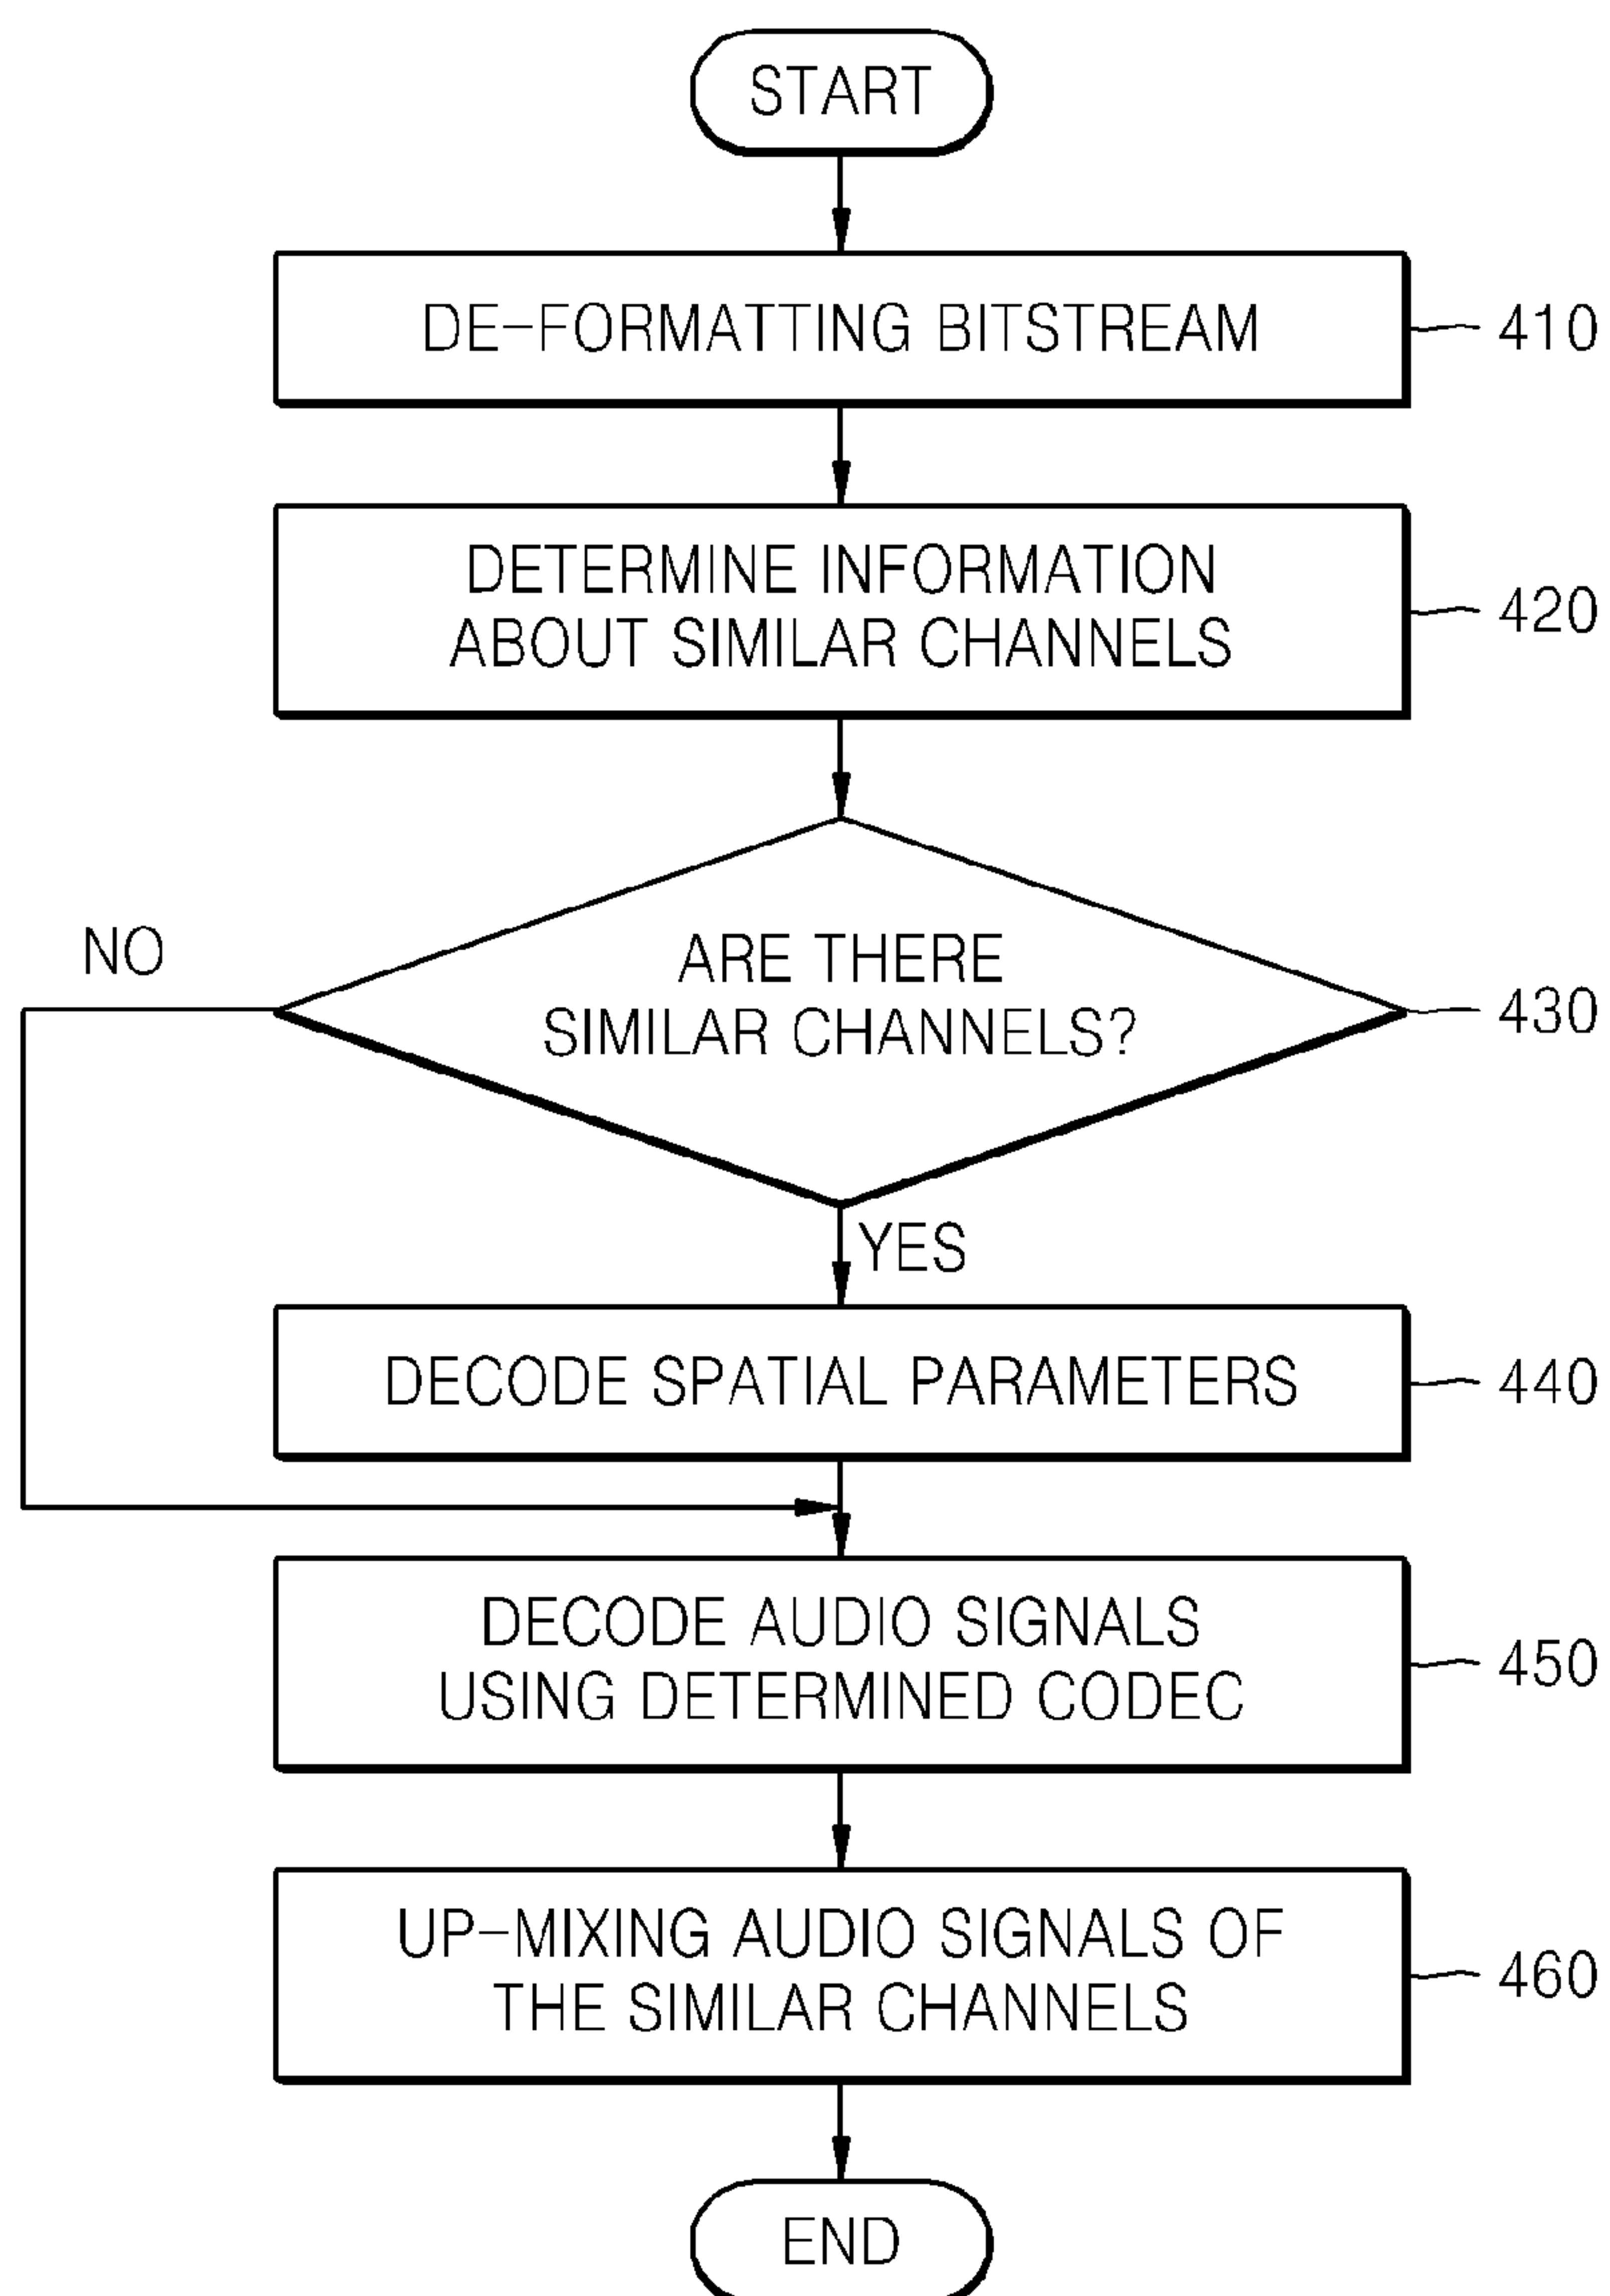 START
DE-FORMATTING BITSTREAM
410
DETERMINE INFORMATION
ABOUT SIMILAR CHANNELS
420
NO
ARE THERE
SIMILAR CHANNELS?
430
YES
DECODE SPATIAL PARAMETERS
440
DECODE AUDIO SIGNALS
USING DETERMINED CODEC
450
UP-MIXING AUDIO SIGNALS OF
THE SIMILAR CHANNELS
460
END